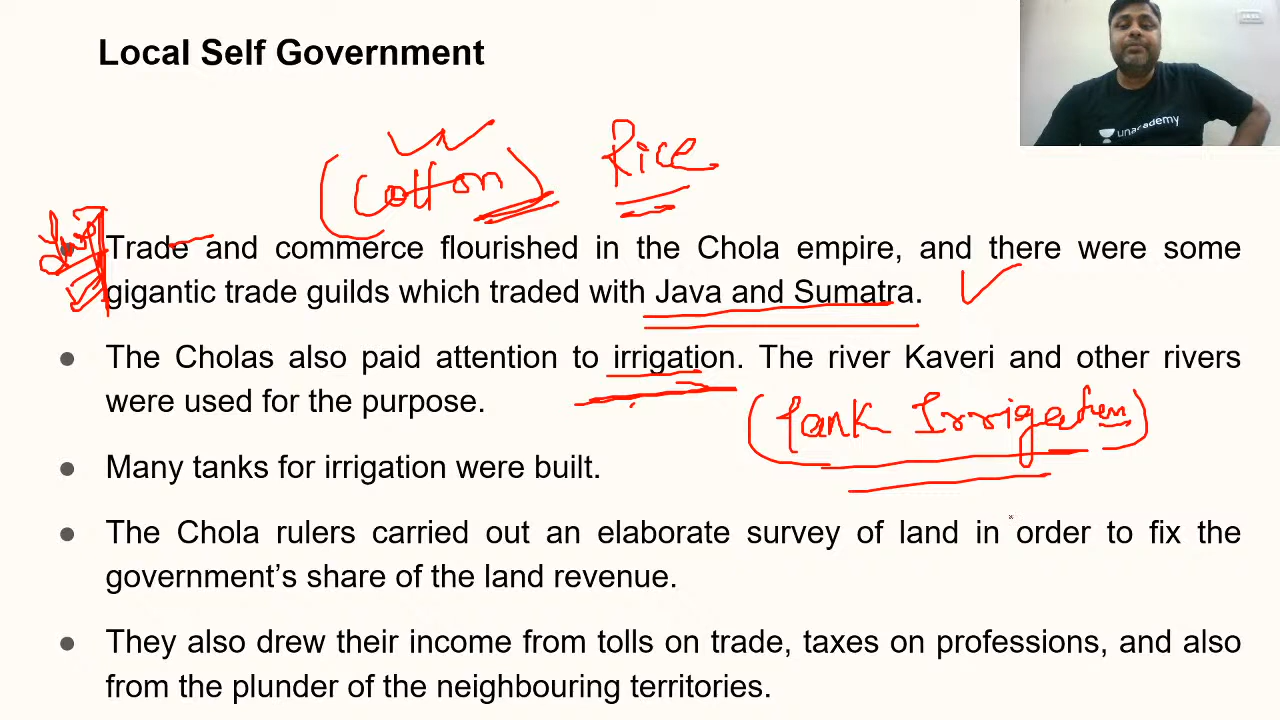 Local Self Government
unacademy
(Cotton) Rice
● Trade and commerce flourished in the Chola empire, and there were some
gigantic trade guilds which traded with Java and Sumatra.
● The Cholas also paid attention to irrigation. The river Kaveri and other rivers
were used for the purpose.
(Tank Irrigation)
● Many tanks for irrigation were built.
● The Chola rulers carried out an elaborate survey of land in order to fix the
government’s share of the land revenue.
● They also drew their income from tolls on trade, taxes on professions, and also
from the plunder of the neighbouring territories.